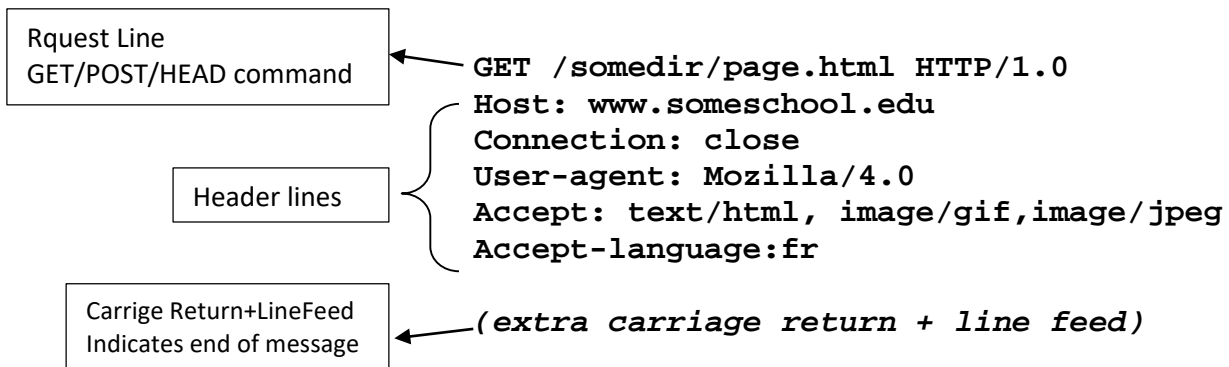 Rquest Line
GET/POST/HEAD command
GET /somedir/page.html HTTP/1.0
Host: www.someschool.edu
Connection: close
User-agent: Mozilla/4.0
Header lines
Accept: text/html, image/gif,image/jpeg
Accept-language:fr
Carrige Return+LineFeed
Indicates end of message
(extra carriage return + line feed)